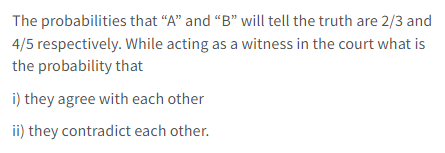 The probabilities that “A” and “B” will tell the truth are 2/3 and
4/5 respectively. While acting as a witness in the court what is
the probability that
i) they agree with each other
ii) they contradict each other.